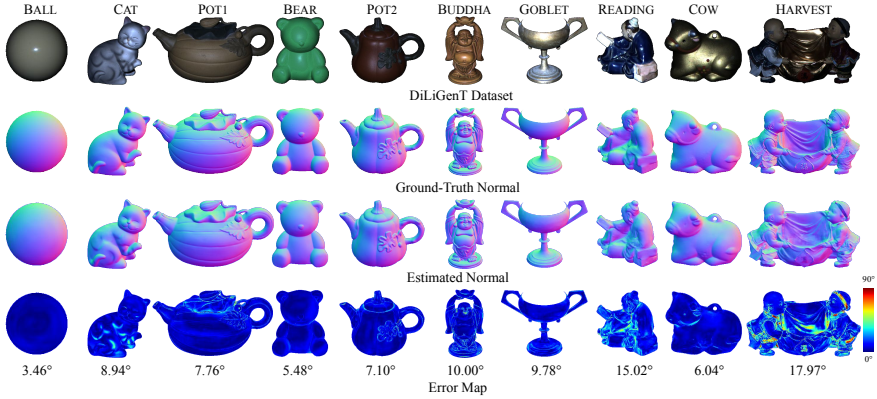 BALL CAT POT1 BEAR POT2 BUDDHA GOBLET READING COW HARVEST
DiLiGenT Dataset
Ground-Truth Normal
Estimated Normal
90°
0°
3.46° 8.94° 7.76° 5.48° 7.10° 10.00° 9.78° 15.02° 6.04° 17.97°
Error Map